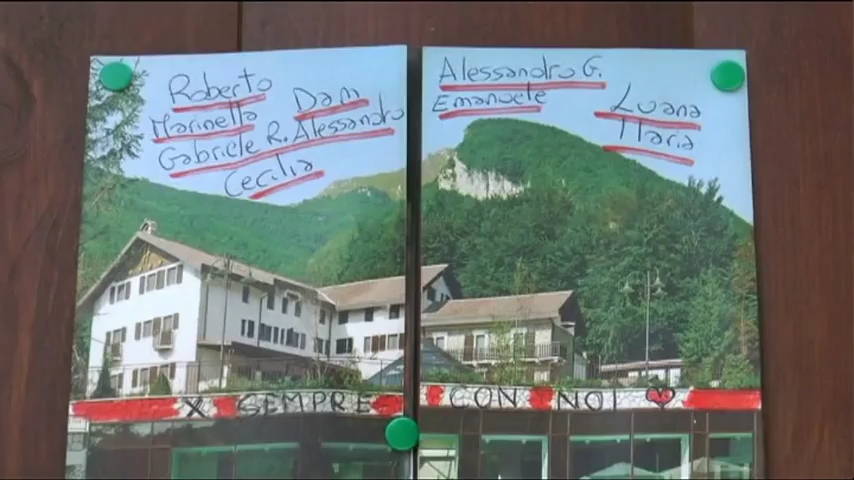 Roberto
Marinella Dam
Gabriele R. Alessandro
Cecilia
Alessandro G.
Emanuele
Luana
Ilaria
X SEMPRE CON NOI